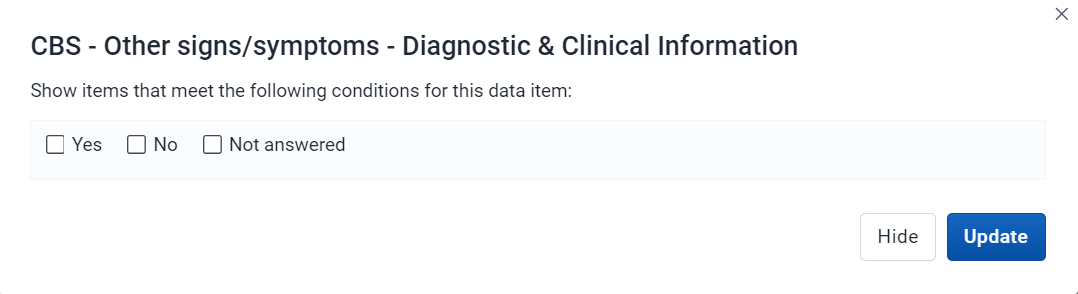 CBS - Other signs/symptoms - Diagnostic & Clinical Information
Show items that meet the following conditions for this data item:
Yes No Not answered
Hide Update